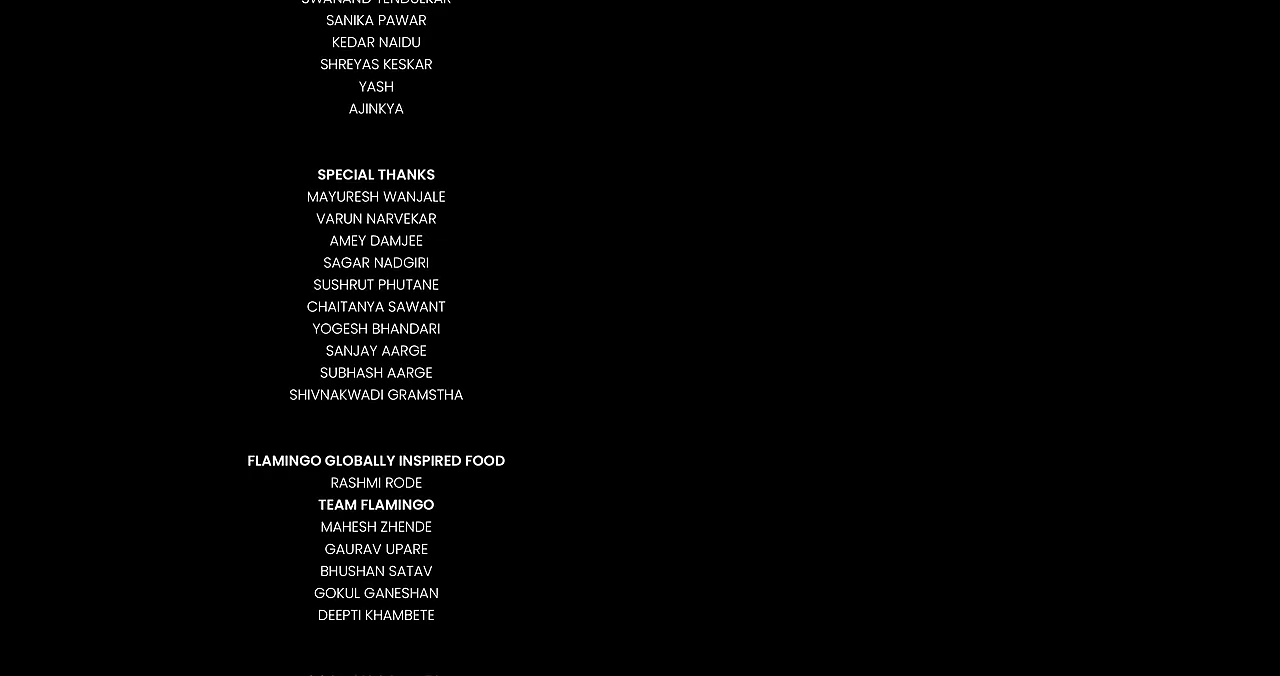 SANIKA PAWAR
KEDAR NAIDU
SHREYAS KESKAR
YASH
AJINKYA
SPECIAL THANKS
MAYURESH WANJALE
VARUN NARVEKAR
AMEY DAMJEE
SAGAR NADGIRI
SUSHRUT PHUTANE
CHAITANYA SAWANT
YOGESH BHANDARI
SANJAY AARGE
SUBHASH AARGE
SHIVNAKWADI GRAMSTHA
FLAMINGO GLOBALLY INSPIRED FOOD
RASHMI RODE
TEAM FLAMINGO
MAHESH ZHENDE
GAURAV UPARE
BHUSHAN SATAV
GOKUL GANESHAN
DEEPTI KHAMBETE